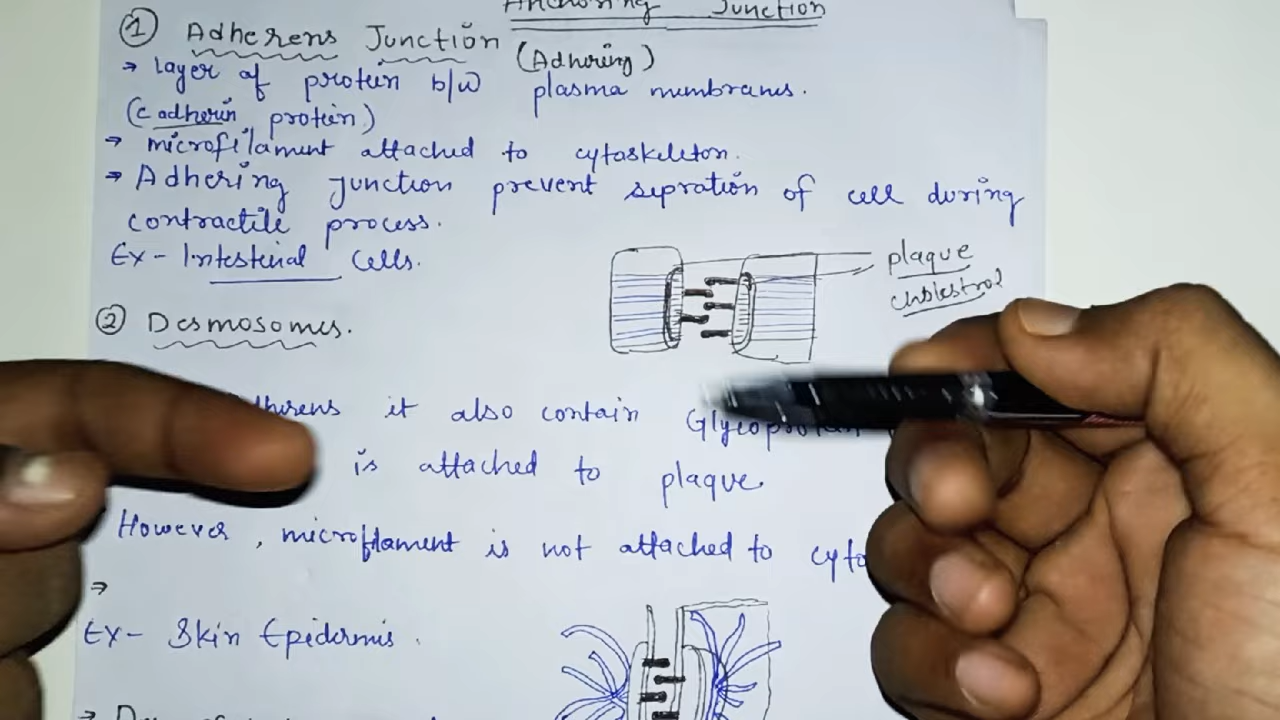 Anchoring Junction
① Adherens Junction (Adhering)
→ layer of protein b/w plasma membranes.
(Cadherin protein)
→ microfilament attached to cytaskeleton.
→ Adhering Junction prevent sepration of cell during
contractile process.
Ex- Intestinal cells.
plaque
cholestrol
② Desmosomes.
it also contain Glycoprotein
is attached to plaque
However, microfilament is not attached to
→
Ex- Skin Epidermis.
→